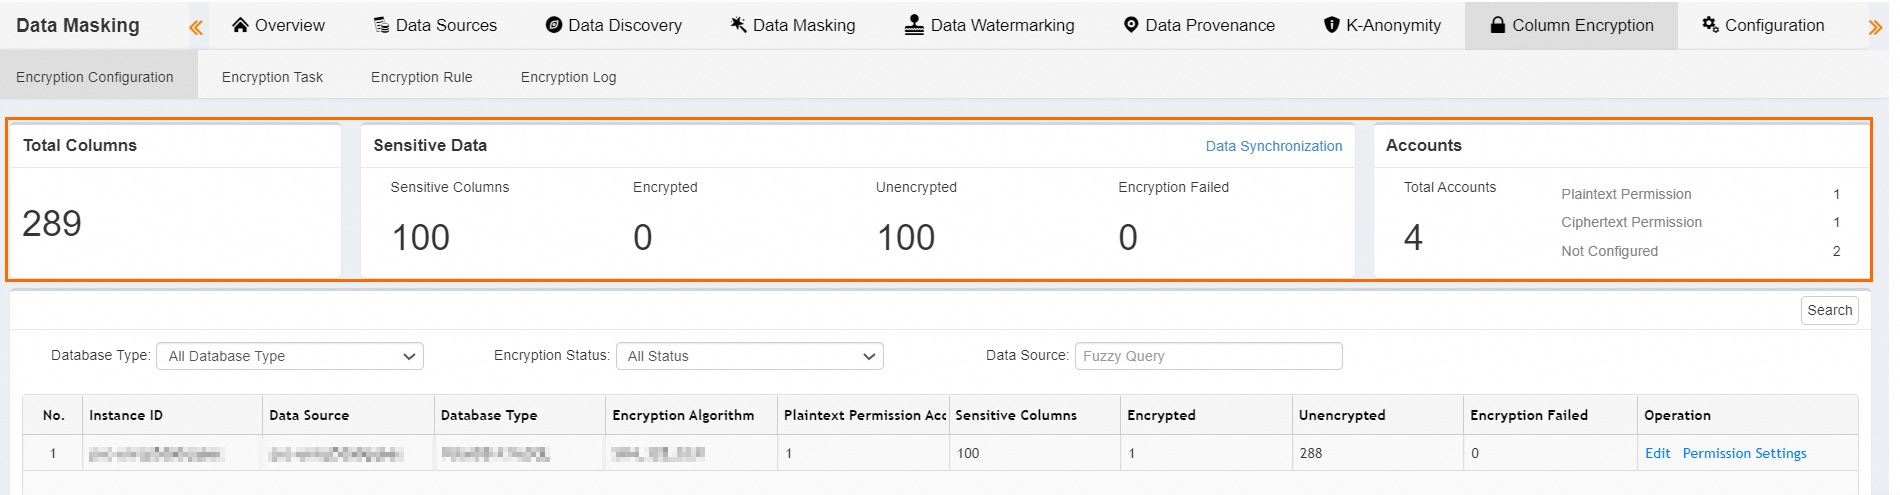 Data Masking
Overview
Data Sources
Data Discovery
Data Masking
Data Watermarking
Data Provenance
K-Anonymity
Column Encryption
Configuration
Encryption Configuration
Encryption Task
Encryption Rule
Encryption Log
Total Columns
289
Sensitive Data
Data Synchronization
Sensitive Columns
100
Encrypted
0
Unencrypted
100
Encryption Failed
0
Accounts
Total Accounts
4
Plaintext Permission 1
Ciphertext Permission 1
Not Configured 2
Search
Database Type: All Database Type
Encryption Status: All Status
Data Source: Fuzzy Query
No. Instance ID Data Source Database Type Encryption Algorithm Plaintext Permission Acc Sensitive Columns Encrypted Unencrypted Encryption Failed Operation
1 1 100 1 288 0 Edit Permission Settings